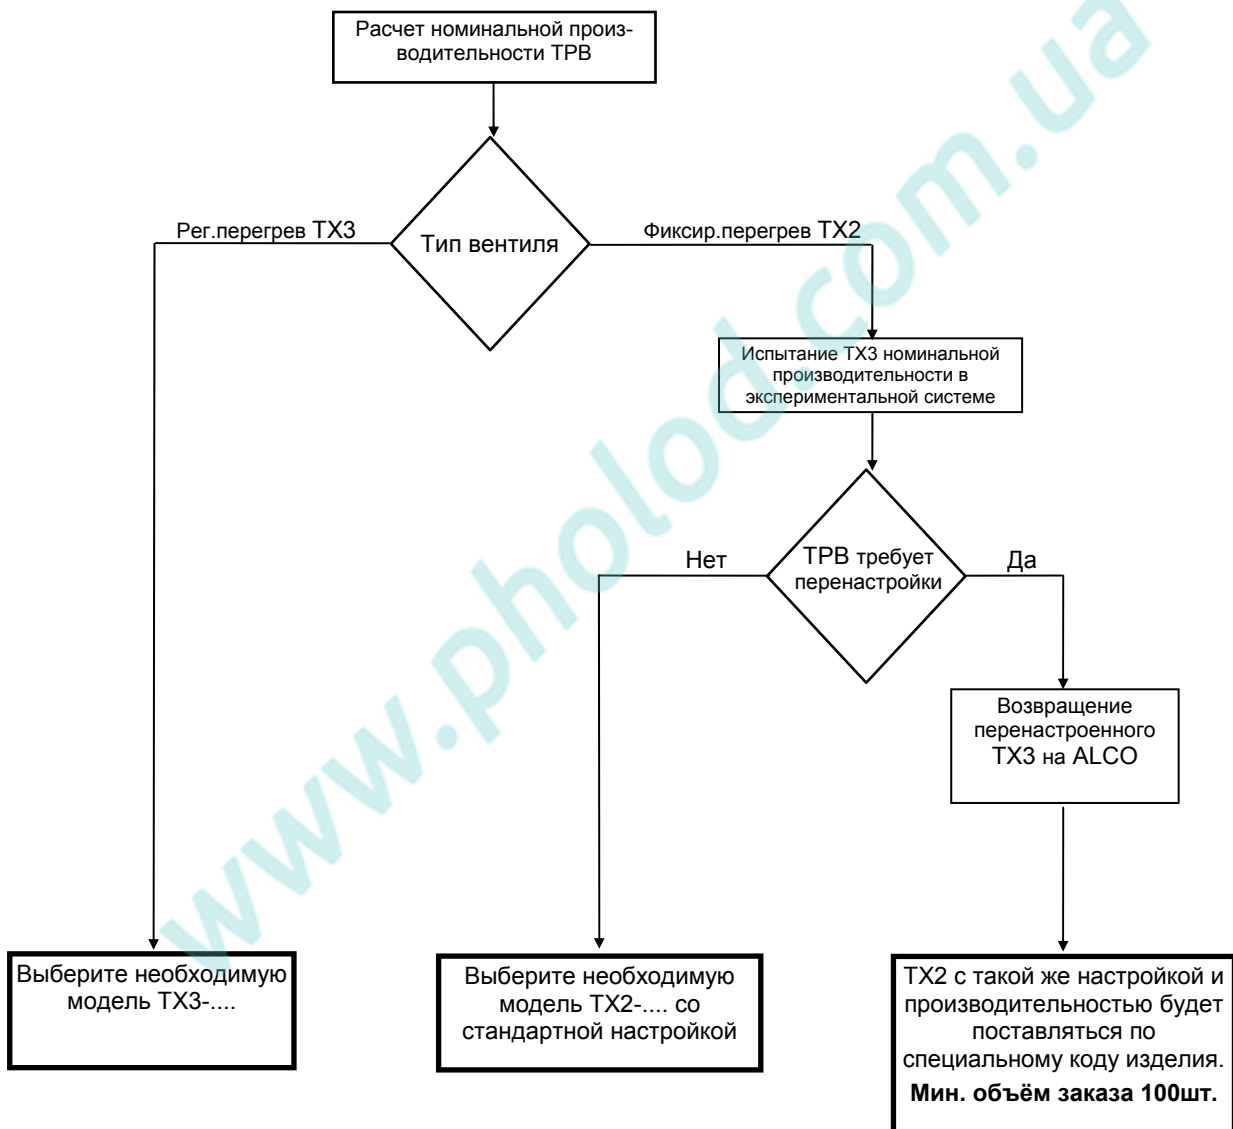 Расчет номинальной произ-
водительности ТРВ
Рег.перегрев TX3
Тип вентиля
Фиксир.перегрев TX2
Испытание TX3 номинальной
производительности в
экспериментальной системе
Нет
ТРВ требует
перенастройки
Да
Возвращение
перенастроенного
TX3 на ALCO
Выберите необходимую
модель TX3-....
Выберите необходимую
модель TX2-.... со
стандартной настройкой
TX2 с такой же настройкой и
производительностью будет
поставляться по
специальному коду изделия.
Мин. объём заказа 100шт.
www.pholod.com.ua